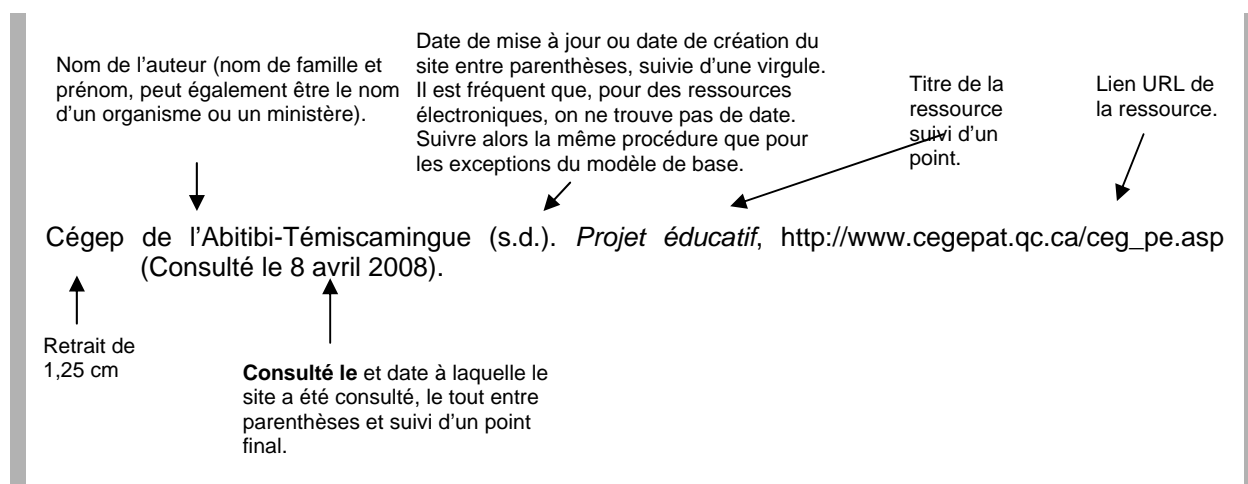 Nom de l'auteur (nom de famille et
prénom, peut également être le nom
d'un organisme ou un ministère).
Date de mise à jour ou date de création du
site entre parenthèses, suivie d'une virgule.
Il est fréquent que, pour des ressources
électroniques, on ne trouve pas de date.
Suivre alors la même procédure que pour
les exceptions du modèle de base.
Titre de la
ressource
suivi d'un
point.
Lien URL de
la ressource.
Cégep de l'Abitibi-Témiscamingue (s.d.). Projet éducatif, http://www.cegepat.qc.ca/ceg_pe.asp
(Consulté le 8 avril 2008).
Retrait de
1,25 cm
Consulté le et date à laquelle le
site a été consulté, le tout entre
parenthèses et suivi d'un point
final.